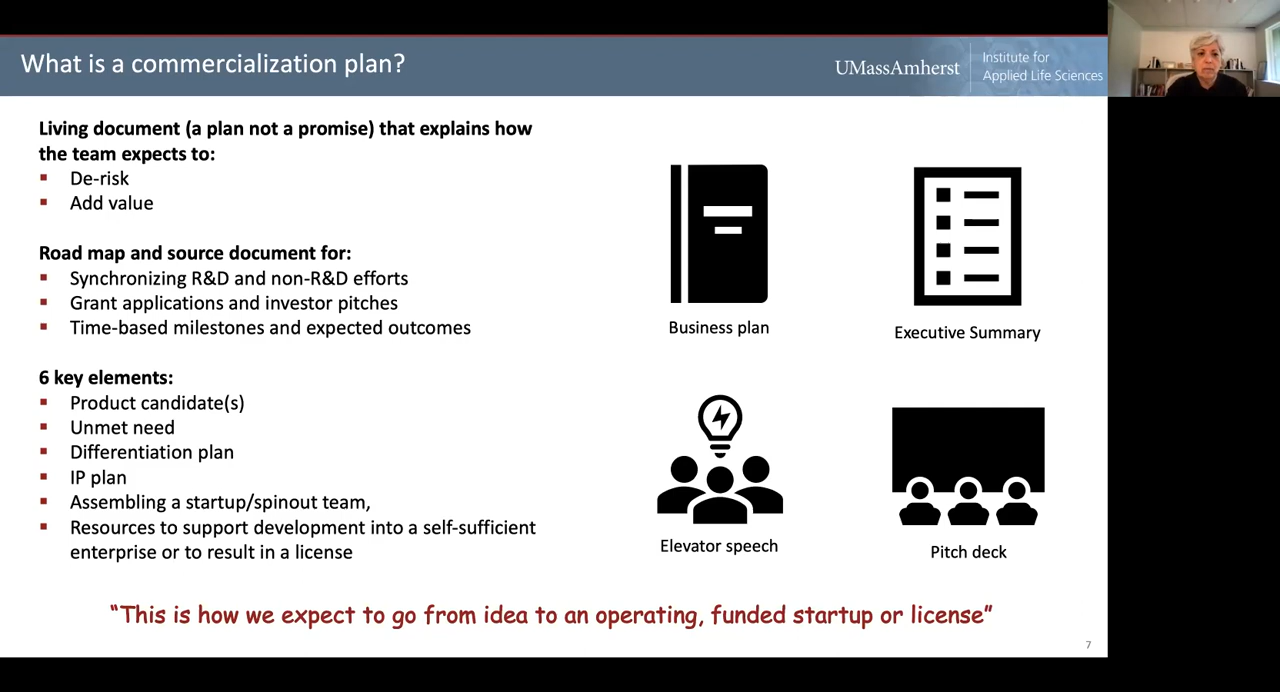 What is a commercialization plan?
UMassAmherst
Institute for
Applied Life Sciences
Living document (a plan not a promise) that explains how
the team expects to:
▪ De-risk
▪ Add value
Road map and source document for:
▪ Synchronizing R&D and non-R&D efforts
▪ Grant applications and investor pitches
▪ Time-based milestones and expected outcomes
6 key elements:
▪ Product candidate(s)
▪ Unmet need
▪ Differentiation plan
▪ IP plan
▪ Assembling a startup/spinout team,
▪ Resources to support development into a self-sufficient
enterprise or to result in a license
Business plan
Executive Summary
Elevator speech
Pitch deck
“This is how we expect to go from idea to an operating, funded startup or license”
7